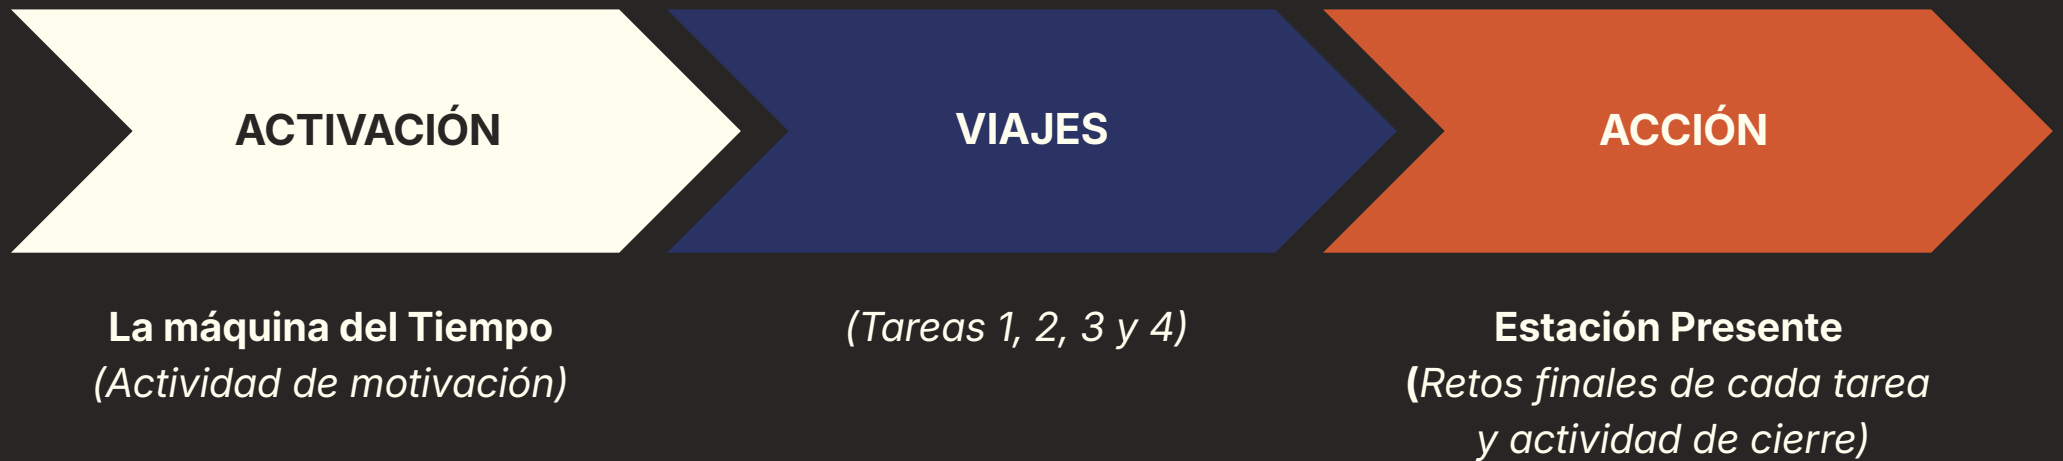 ACTIVACIÓN
VIAJES
ACCIÓN
La máquina del Tiempo
(Actividad de motivación)
(Tareas 1, 2, 3 y 4)
Estación Presente
(Retos finales de cada tarea
y actividad de cierre)